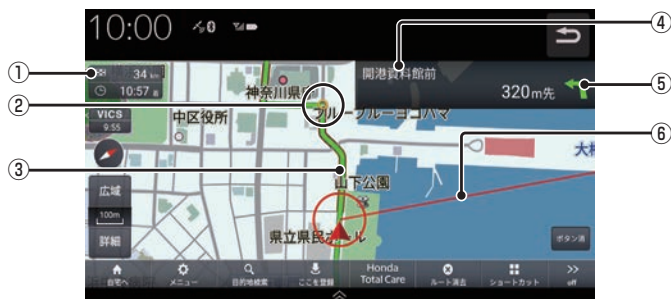 10:00
①
34 km
10:57 着
④
開港資料館前
320m先
⑤
②
神奈川県
ブルーブルーヨコハマ
VICS
9:55
中区役所
⑥
③
大桟
山下公園
広域
100m
詳細
県立県民ホール
ボタン消
自宅へ
メニュー
目的地検索
ここを登録
Honda
Total Care
ルート消去
ショートカット
off